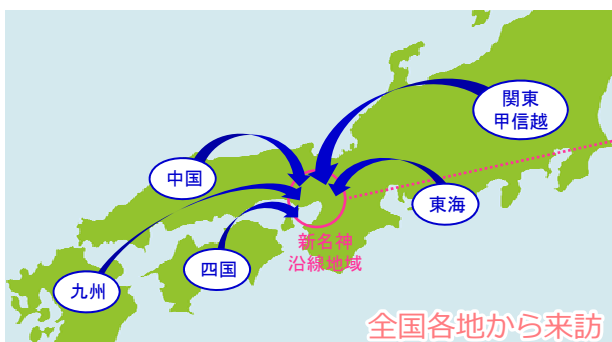 関東
甲信越
中国
東海
新名神
沿線地域
四国
九州
全国各地から来訪